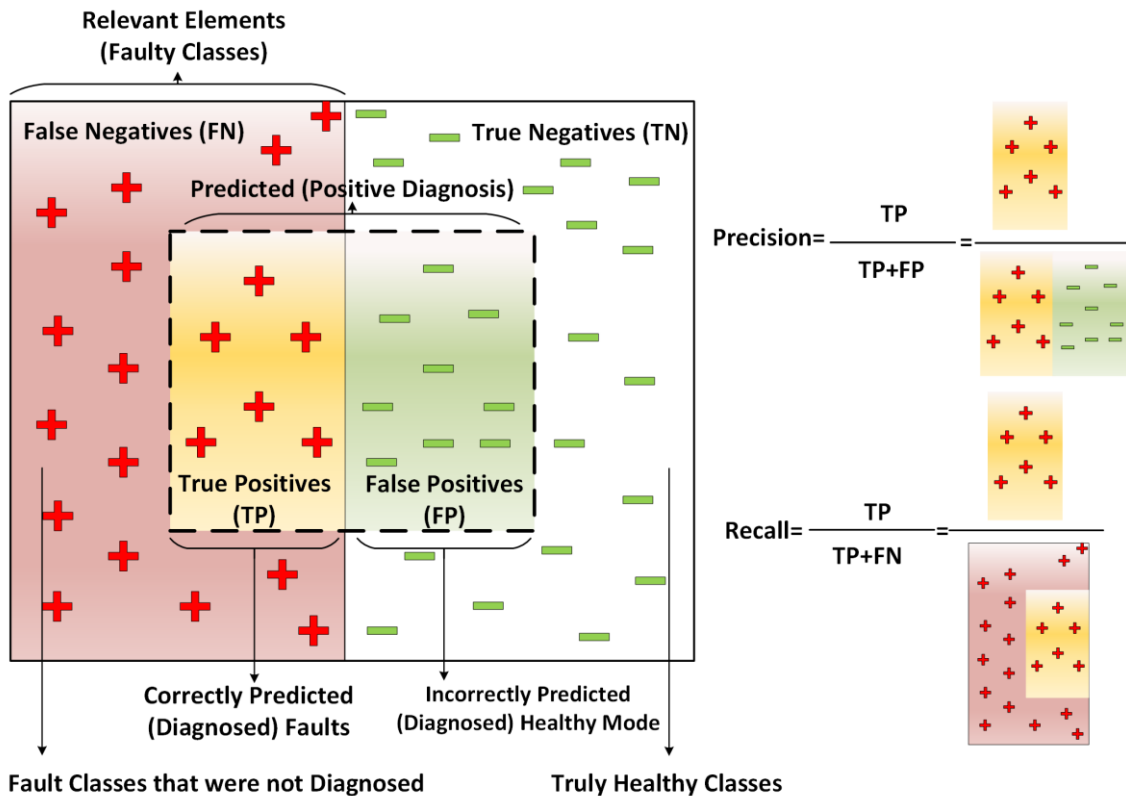 Relevant Elements
(Faulty Classes)
False Negatives (FN)
True Negatives (TN)
Predicted (Positive Diagnosis)
True Positives
(TP)
False Positives
(FP)
Correctly Predicted
(Diagnosed) Faults
Incorrectly Predicted
(Diagnosed) Healthy Mode
Fault Classes that were not Diagnosed
Truly Healthy Classes
Precision=
TP
TP+FP
=
Recall=
TP
TP+FN
=